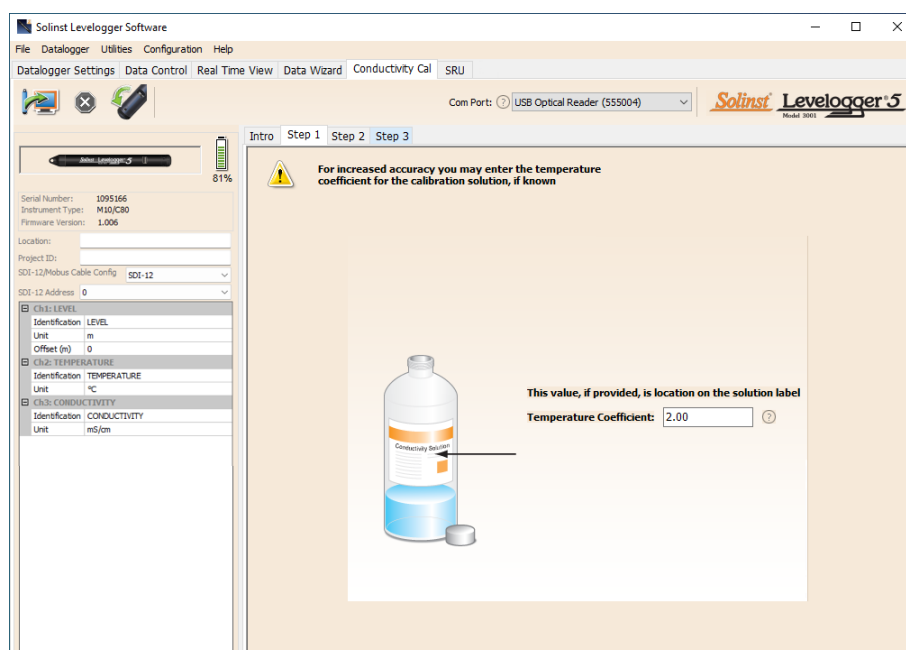 Solinst Levelogger Software
File Datalogger Utilities Configuration Help
Datalogger Settings Data Control Real Time View Data Wizard Conductivity Cal SRU
Com Port: ? USB Optical Reader (555004)
Solinst Levelogger 5
Model 3001
Intro Step 1 Step 2 Step 3
Solinst Levelogger 5
81%
For increased accuracy you may enter the temperature
coefficient for the calibration solution, if known
Serial Number: 1095166
Instrument Type: M10/C80
Firmware Version: 1.006
Location:
Project ID:
SDI-12/Mobus Cable Config SDI-12
SDI-12 Address 0
Ch1: LEVEL
Identification LEVEL
Unit m
Offset (m) 0
Ch2: TEMPERATURE
Identification TEMPERATURE
Unit ºC
Ch3: CONDUCTIVITY
Identification CONDUCTIVITY
Unit mS/cm
Conductivity Solution
This value, if provided, is location on the solution label
Temperature Coefficient: 2.00 ?